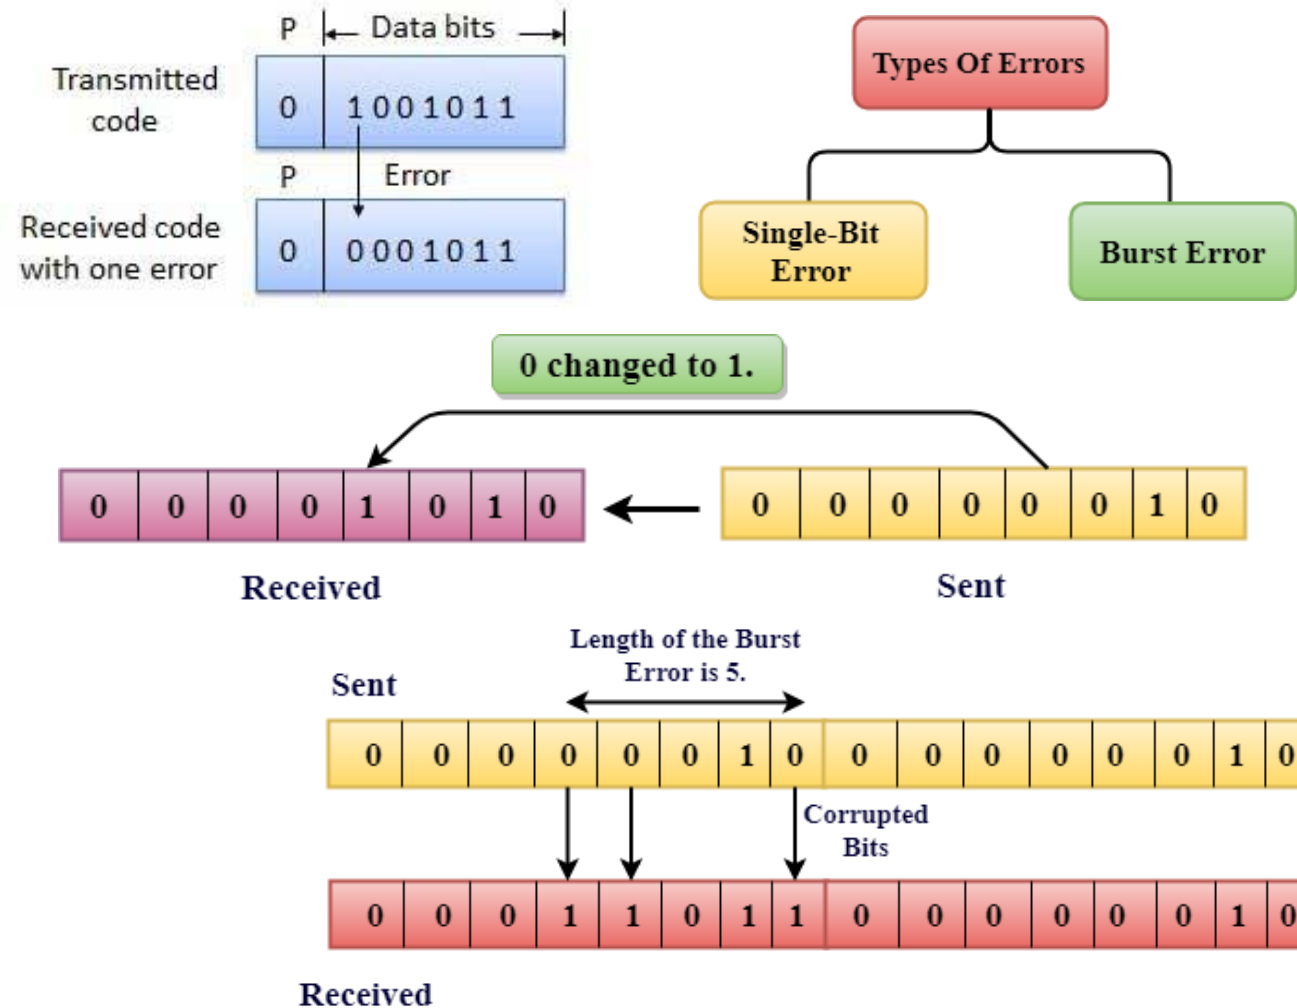 P Data bits
Transmitted
code
0 1 0 0 1 0 1 1
P Error
Received code
with one error
0 0 0 0 1 0 1 1
Types Of Errors
Single-Bit
Error
Burst Error
0 changed to 1.
0 0 0 0 1 0 1 0
Received
0 0 0 0 0 0 1 0
Sent
Length of the Burst
Error is 5.
Sent
0 0 0 0 0 0 1 0 0 0 0 0 0 0 1 0
Corrupted
Bits
0 0 0 1 1 0 1 1 0 0 0 0 0 0 1 0
Received